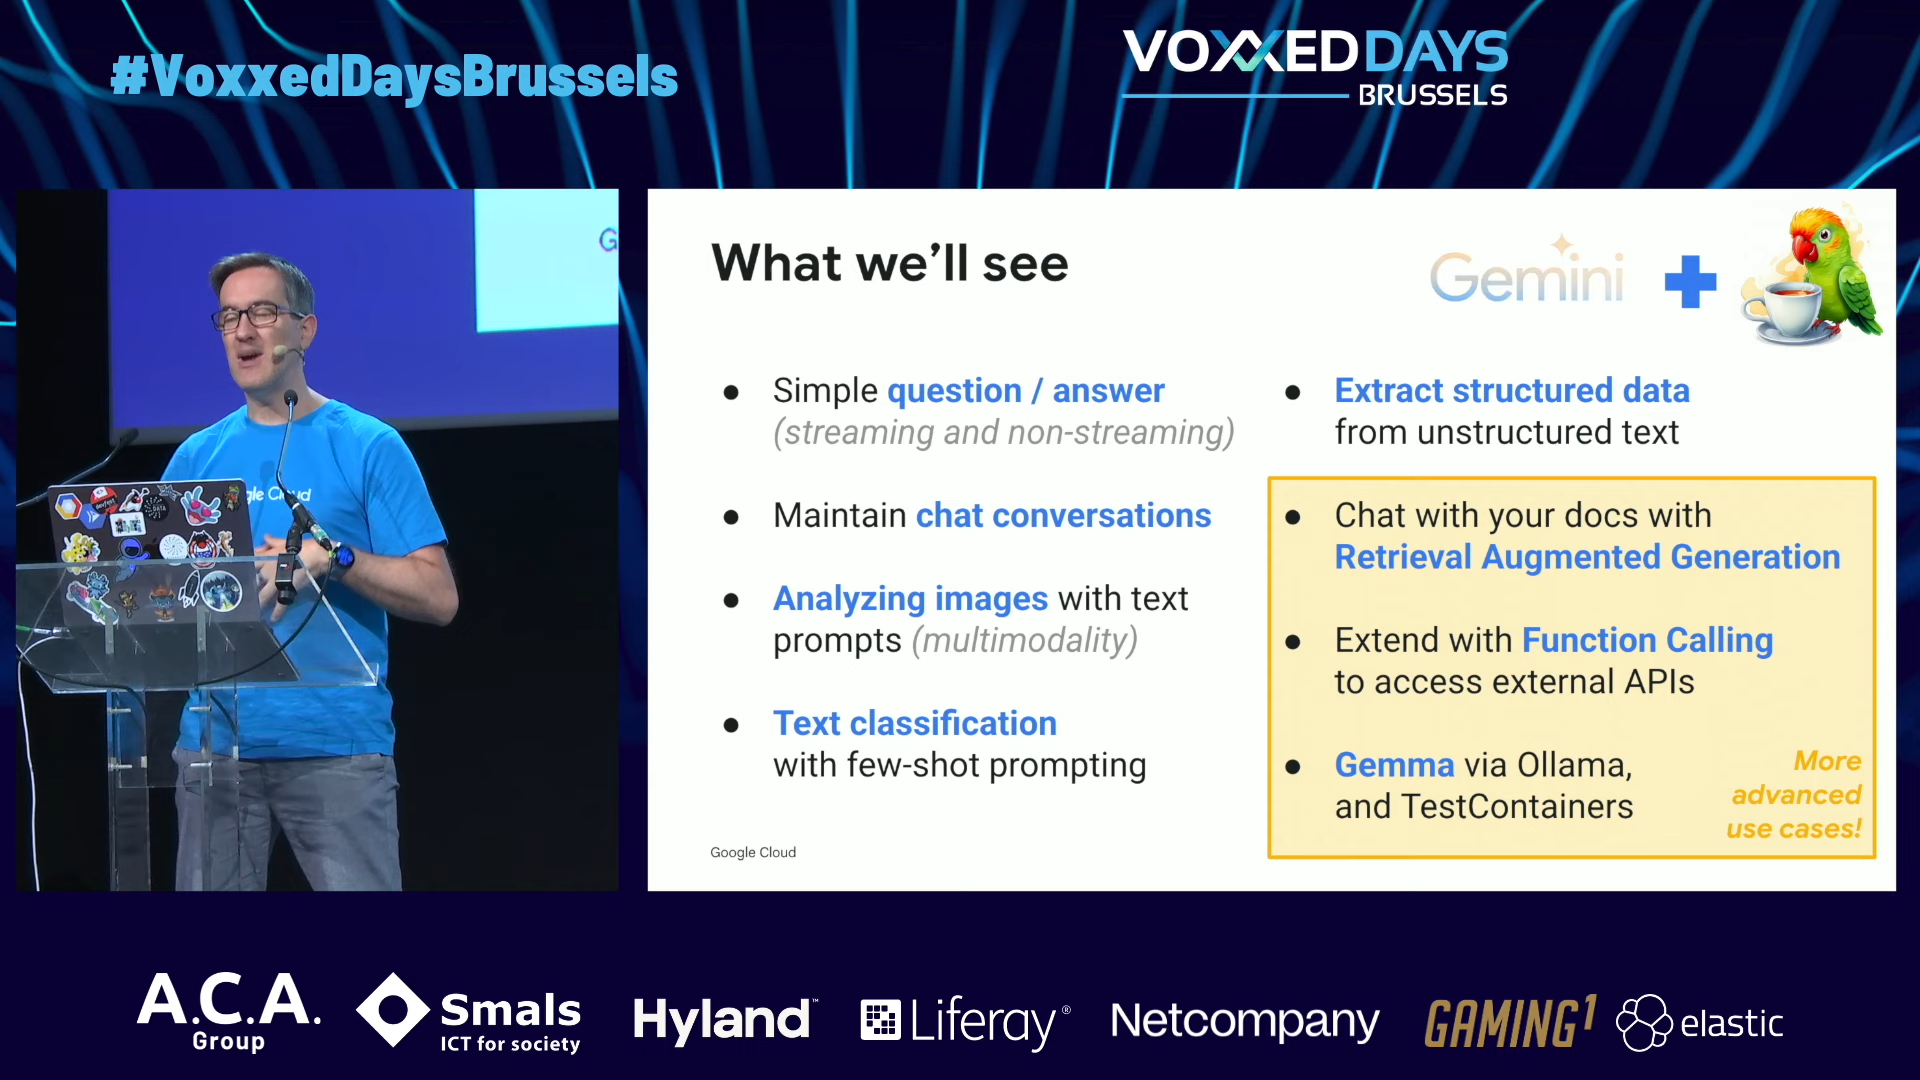 #VoxxedDaysBrussels
VOXXEDDAYS
BRUSSELS
G
gle Cloud
What we'll see
Gemini
Simple question / answer
(streaming and non-streaming)
Maintain chat conversations
Analyzing images with text
prompts (multimodality)
Text classification
with few-shot prompting
Extract structured data
from unstructured text
Chat with your docs with
Retrieval Augmented Generation
Extend with Function Calling
to access external APIs
Gemma via Ollama,
and TestContainers
More
advanced
use cases!
Google Cloud
A.C.A.
Group
Smals
ICT for society
Hyland™
Liferay®
Netcompany
GAMING1
elastic